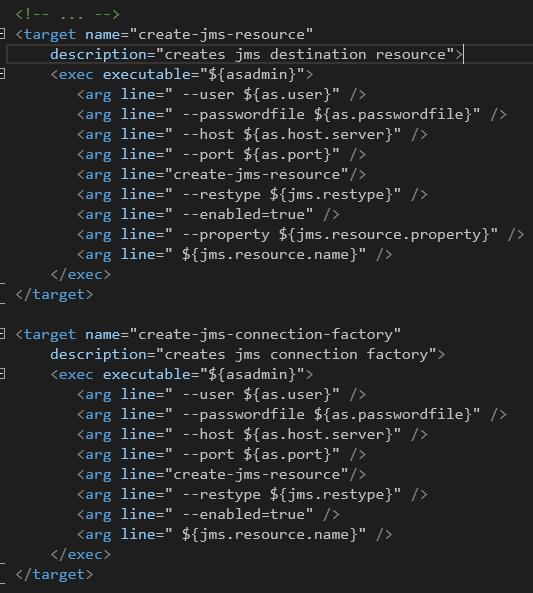 <!-- ... -->
<target name="create-jms-resource"
description="creates jms destination resource">
<exec executable="${asadmin}">
<arg line=" --user ${as.user}" />
<arg line=" --passwordfile ${as.passwordfile}" />
<arg line=" --host ${as.host.server}" />
<arg line=" --port ${as.port}" />
<arg line="create-jms-resource"/>
<arg line=" --restype ${jms.restype}" />
<arg line=" --enabled=true" />
<arg line=" --property ${jms.resource.property}" />
<arg line=" ${jms.resource.name}" />
</exec>
</target>
<target name="create-jms-connection-factory"
description="creates jms connection factory">
<exec executable="${asadmin}">
<arg line=" --user ${as.user}" />
<arg line=" --passwordfile ${as.passwordfile}" />
<arg line=" --host ${as.host.server}" />
<arg line=" --port ${as.port}" />
<arg line="create-jms-resource"/>
<arg line=" --restype ${jms.restype}" />
<arg line=" --enabled=true" />
<arg line=" ${jms.resource.name}" />
</exec>
</target>